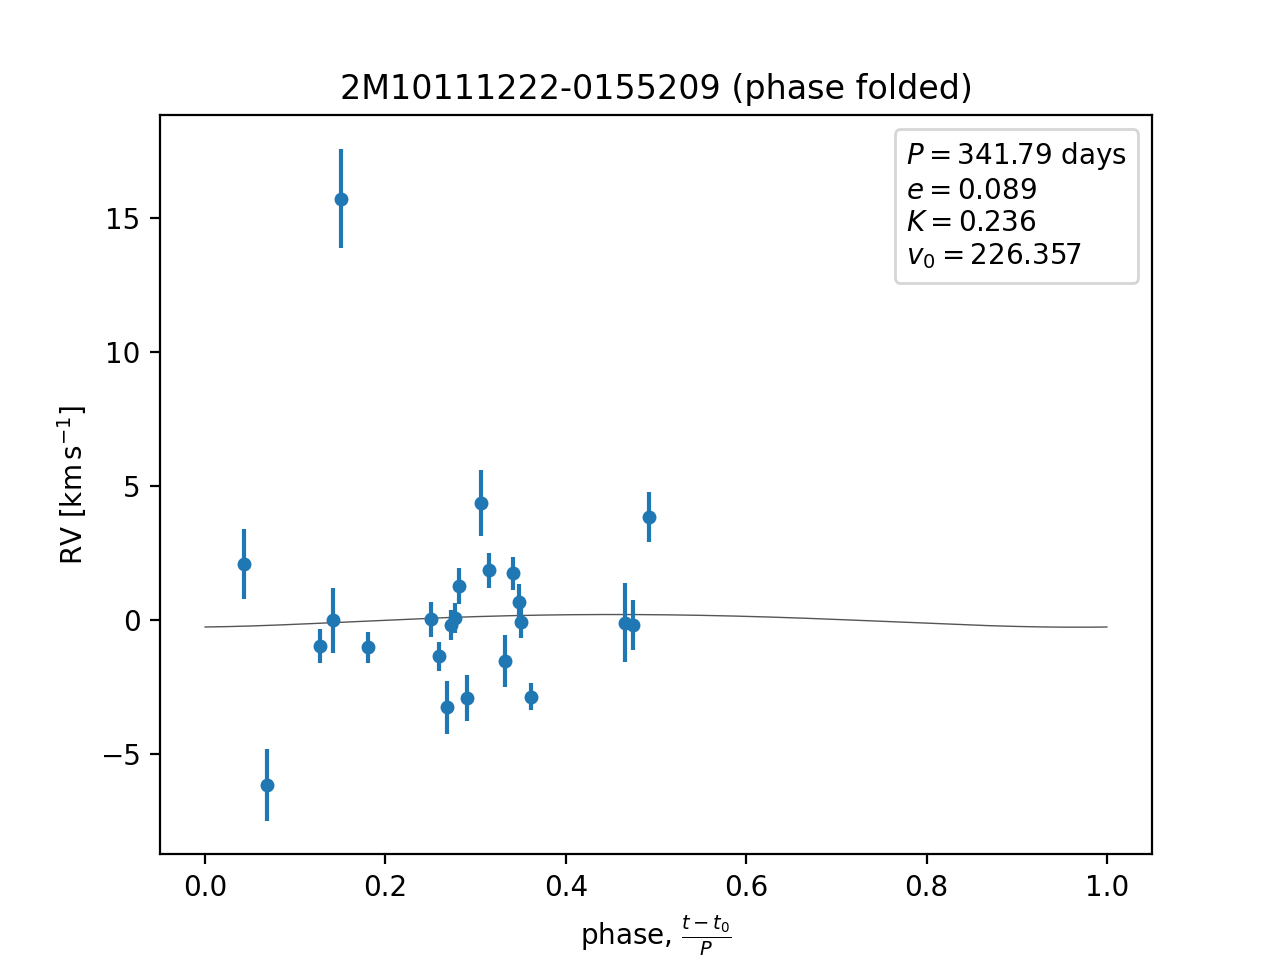 2M10111222-0155209 (phase folded)
P = 341.79 days
e = 0.089
K = 0.236
v₀ = 226.357
15
10
5
0
−5
RV [km s⁻¹]
0.0 0.2 0.4 0.6 0.8 1.0
phase, (t − t₀)/P